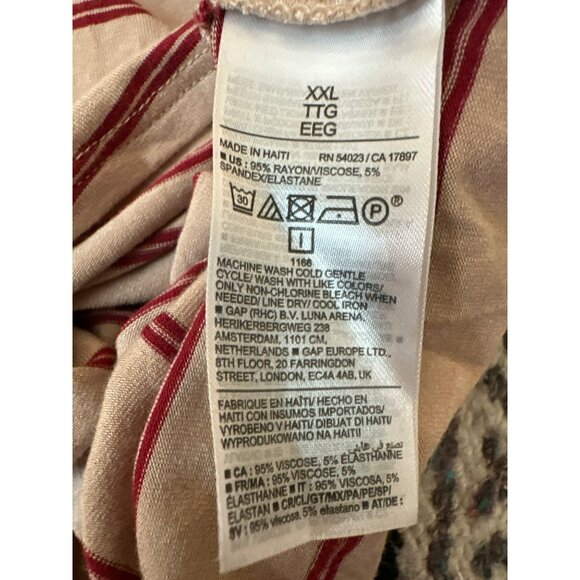 XXL
TTG
EEG
MADE IN HAITI RN 54023 / CA 17897
■ US : 95% RAYON/VISCOSE, 5%
SPANDEX/ELASTANE
30 P ®
1166
MACHINE WASH COLD GENTLE
CYCLE/ WASH WITH LIKE COLORS/
ONLY NON-CHLORINE BLEACH WHEN
NEEDED/ LINE DRY/ COOL IRON
■ GAP (RHC) B.V. LUNA ARENA,
HERIKERBERGWEG 238
AMSTERDAM, 1101 CM,
NETHERLANDS ■ GAP EUROPE LTD.,
8TH FLOOR, 20 FARRINGDON
STREET, LONDON, EC4A 4AB, UK
FABRIQUE EN HAÏTI/ HECHO EN
HAITI CON INSUMOS IMPORTADOS/
VYROBENO V HAITI/ DIBUAT DI HAITI/
WYPRODUKOWANO NA HAITI/
تصنع في هايتي
■ CA : 95% VISCOSE, 5% ÉLASTHANNE
■ FR/MA : 95% VISCOSE, 5%
ÉLASTHANNE ■ IT : 95% VISCOSE, 5%
ELASTAN ■ CR/CL/GT/MX/PA/PE/SP/
SV : 95% viscosa, 5% elastano ■ AT/DE :